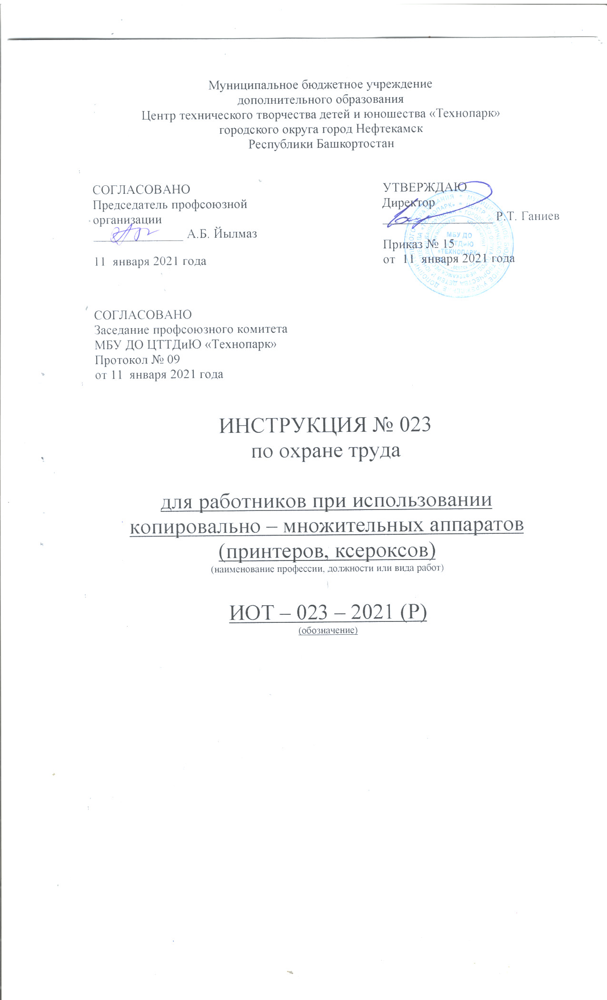 Муниципальное бюджетное учреждение
дополнительного образования
Центр технического творчества детей и юношества «Технопарк»
городского округа город Нефтекамск
Республики Башкортостан
СОГЛАСОВАНО
Председатель профсоюзной
организации
А.Б. Йылмаз
11 января 2021 года
УТВЕРЖДАЮ
Директор
Р.Т. Ганиев
Приказ № 15
от 11 января 2021 года
МБУ ДО
ЦТТДиЮ
«ТЕХНОПАРК»
СОГЛАСОВАНО
Заседание профсоюзного комитета
МБУ ДО ЦТТДиЮ «Технопарк»
Протокол № 09
от 11 января 2021 года
ИНСТРУКЦИЯ № 023
по охране труда
для работников при использовании
копировально – множительных аппаратов
(принтеров, ксероксов)
(наименование профессии, должности или вида работ)
ИОТ – 023 – 2021 (Р)
(обозначение)